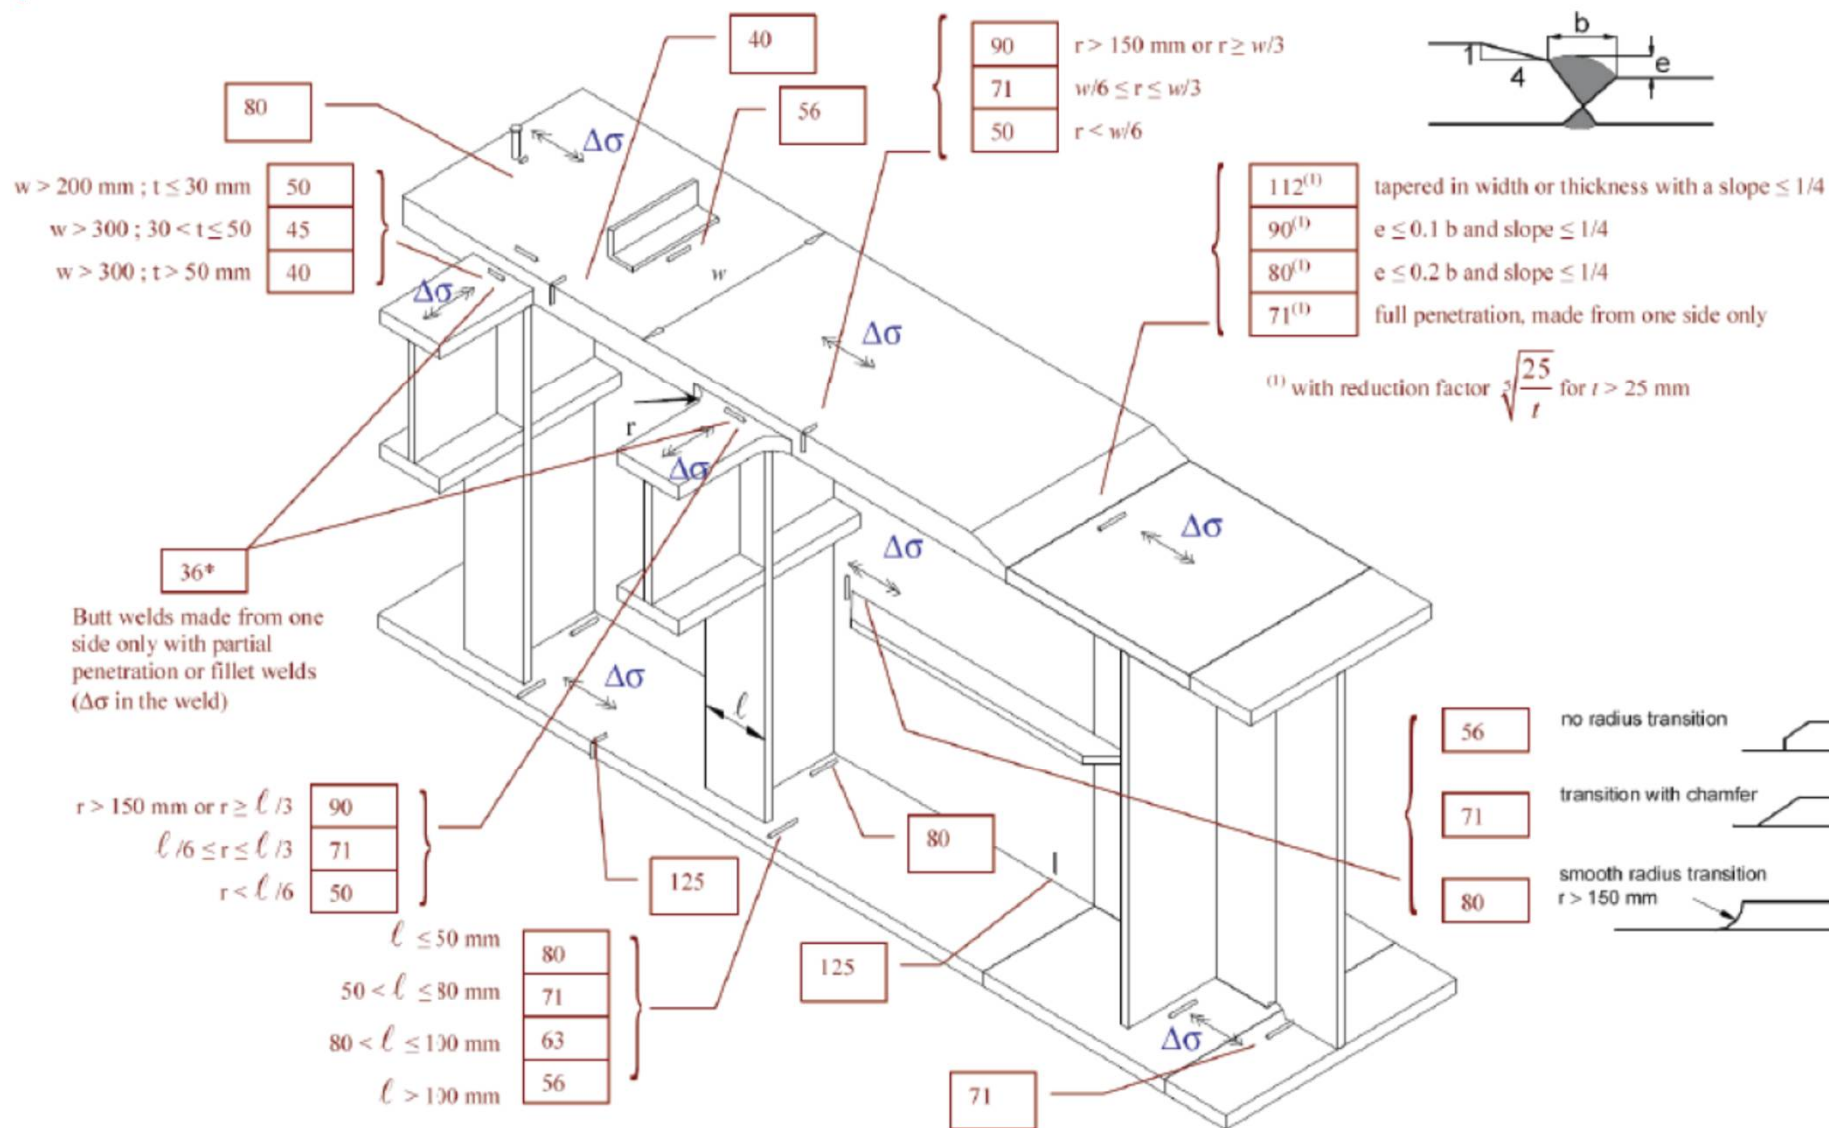 40
90 r > 150 mm or r ≥ w/3
71 w/6 ≤ r ≤ w/3
50 r < w/6
b
e
1
4
80
56
Δσ
w > 200 mm ; t ≤ 30 mm 50
w > 300 ; 30 < t ≤ 50 45
w > 300 ; t > 50 mm 40
112(1) tapered in width or thickness with a slope ≤ 1/4
90(1) e ≤ 0.1 b and slope ≤ 1/4
80(1) e ≤ 0.2 b and slope ≤ 1/4
71(1) full penetration, made from one side only
(1) with reduction factor ⁵√(25/t) for t > 25 mm
w
Δσ
Δσ
r
Δσ
Δσ
Δσ
36*
Butt welds made from one
side only with partial
penetration or fillet welds
(Δσ in the weld)
Δσ
ℓ
56 no radius transition
71 transition with chamfer
80 smooth radius transition
r > 150 mm
r > 150 mm or r ≥ ℓ /3 90
ℓ /6 ≤ r ≤ ℓ /3 71
r < ℓ /6 50
125
80
ℓ ≤ 50 mm 80
50 < ℓ ≤ 80 mm 71
80 < ℓ ≤ 100 mm 63
ℓ > 100 mm 56
125
Δσ
71